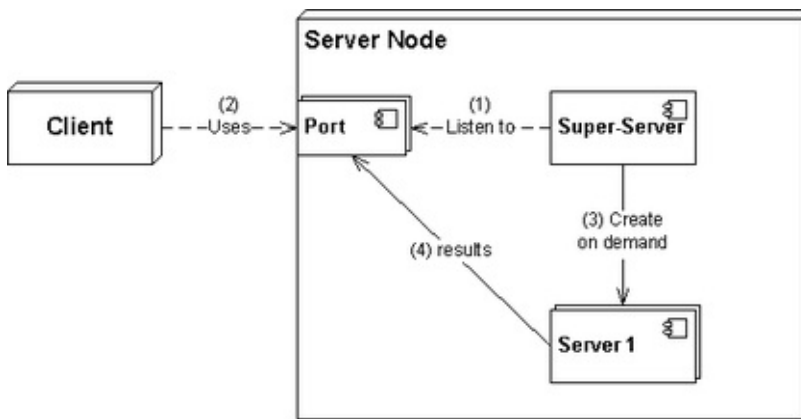 Server Node
Client
(2)
Uses
Port
(1)
Listen to
Super-Server
(3) Create
on demand
(4) results
Server 1